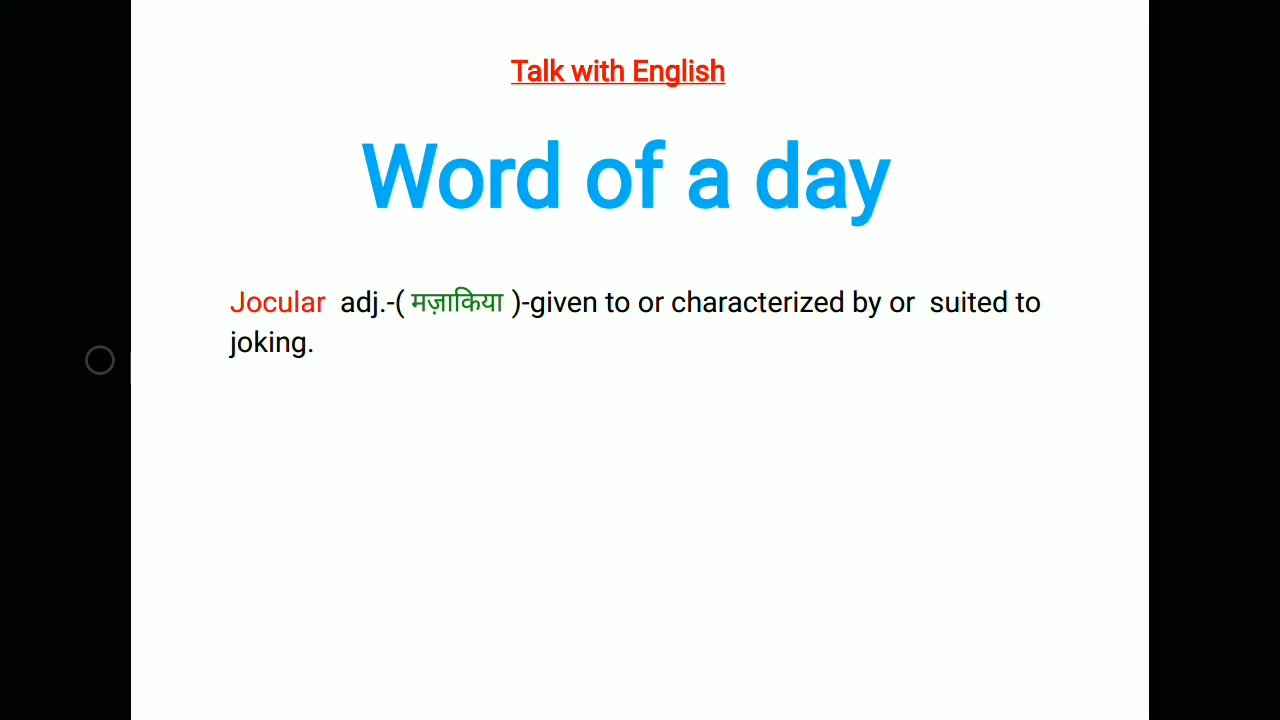 Talk with English
Word of a day
Jocular adj.-( मज़ाकिया )-given to or characterized by or suited to
joking.